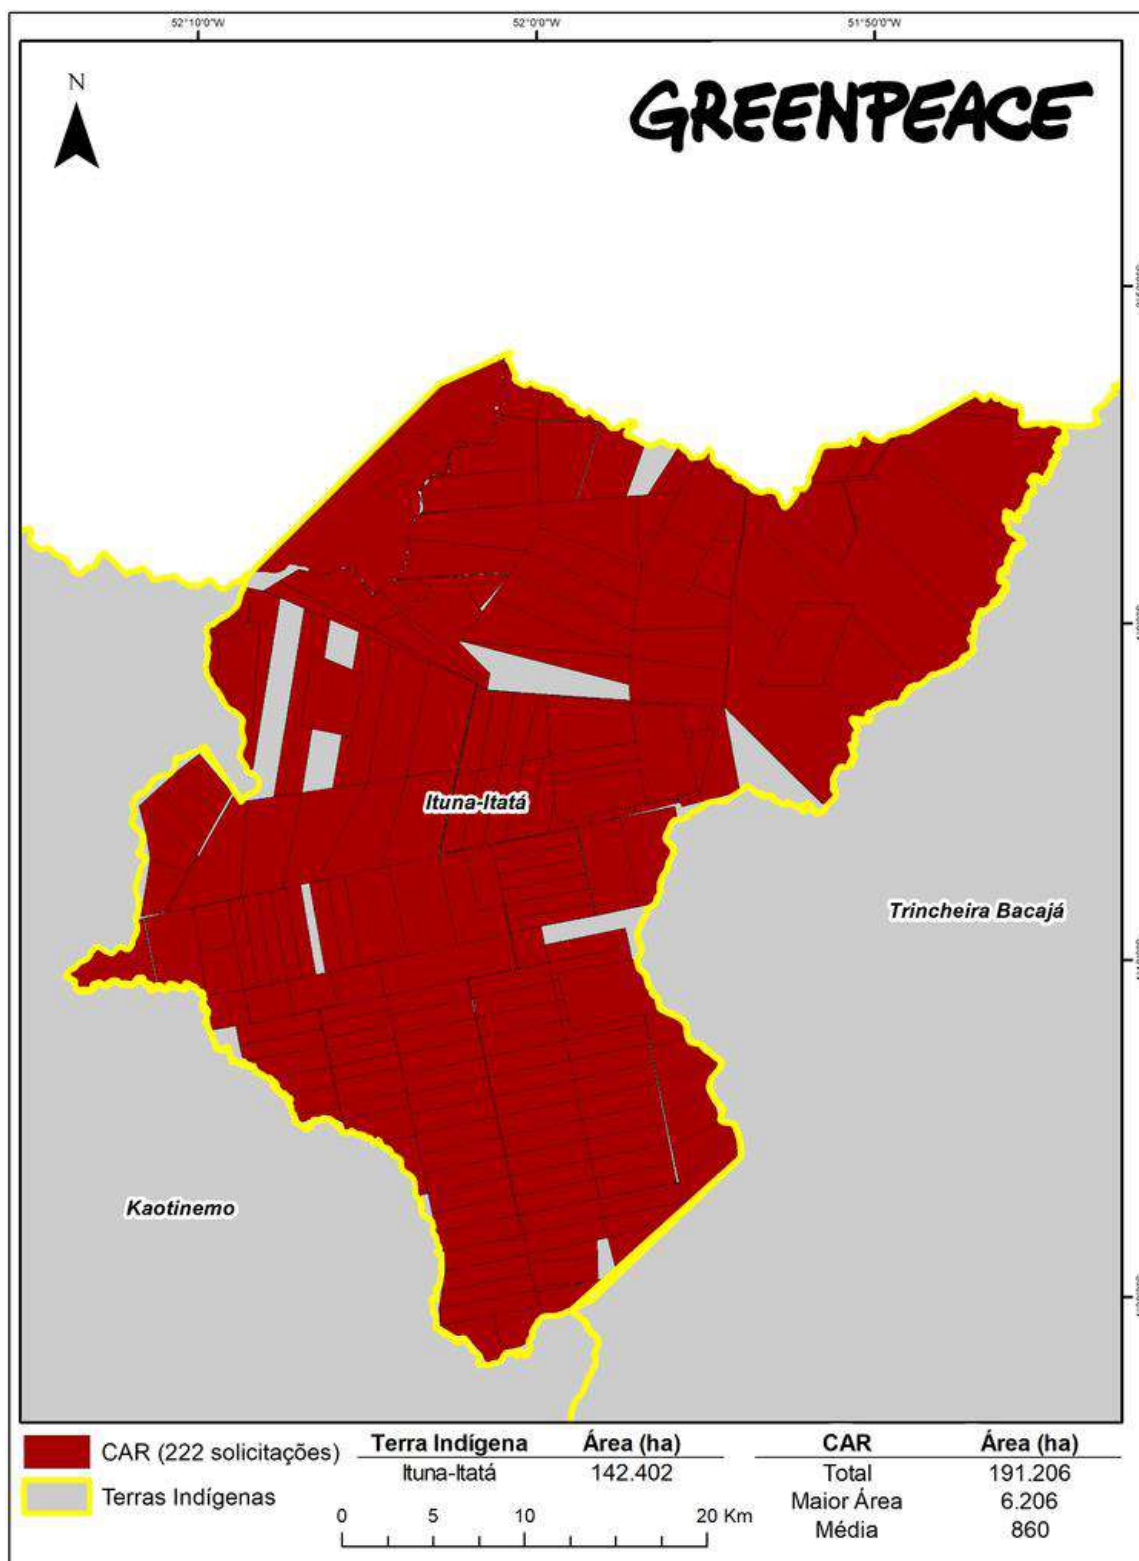 52°10'0"W 52°0'0"W 51°50'0"W
N
GREENPEACE
Ituna-Itatá
Trincheira Bacajá
Kaotinemo
CAR (222 solicitações)
Terras Indígenas
Terra Indígena Área (ha)
Ituna-Itatá 142.402
0 5 10 20 Km
CAR Área (ha)
Total 191.206
Maior Área 6.206
Média 860